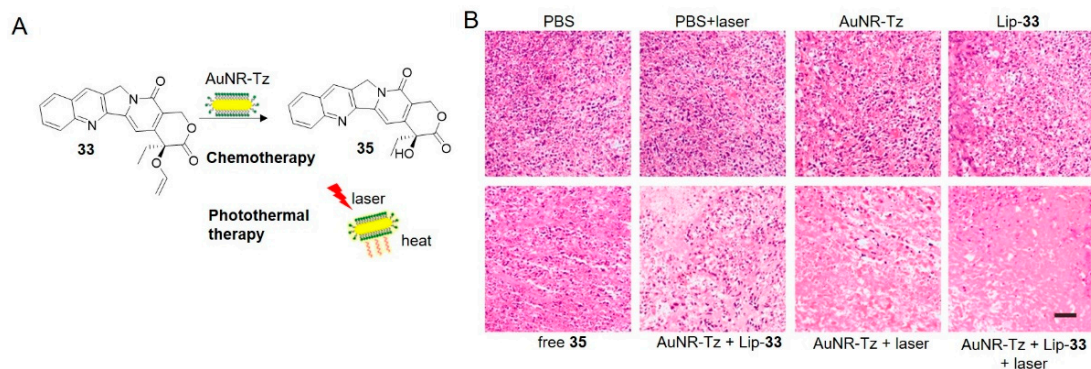 A
AuNR-Tz
33
Chemotherapy
35
N
O
O
O
O
N
N
O
O
O
HO
N
Photothermal
therapy
laser
heat
B
PBS
PBS+laser
AuNR-Tz
Lip-33
free 35
AuNR-Tz + Lip-33
AuNR-Tz + laser
AuNR-Tz + Lip-33
+ laser